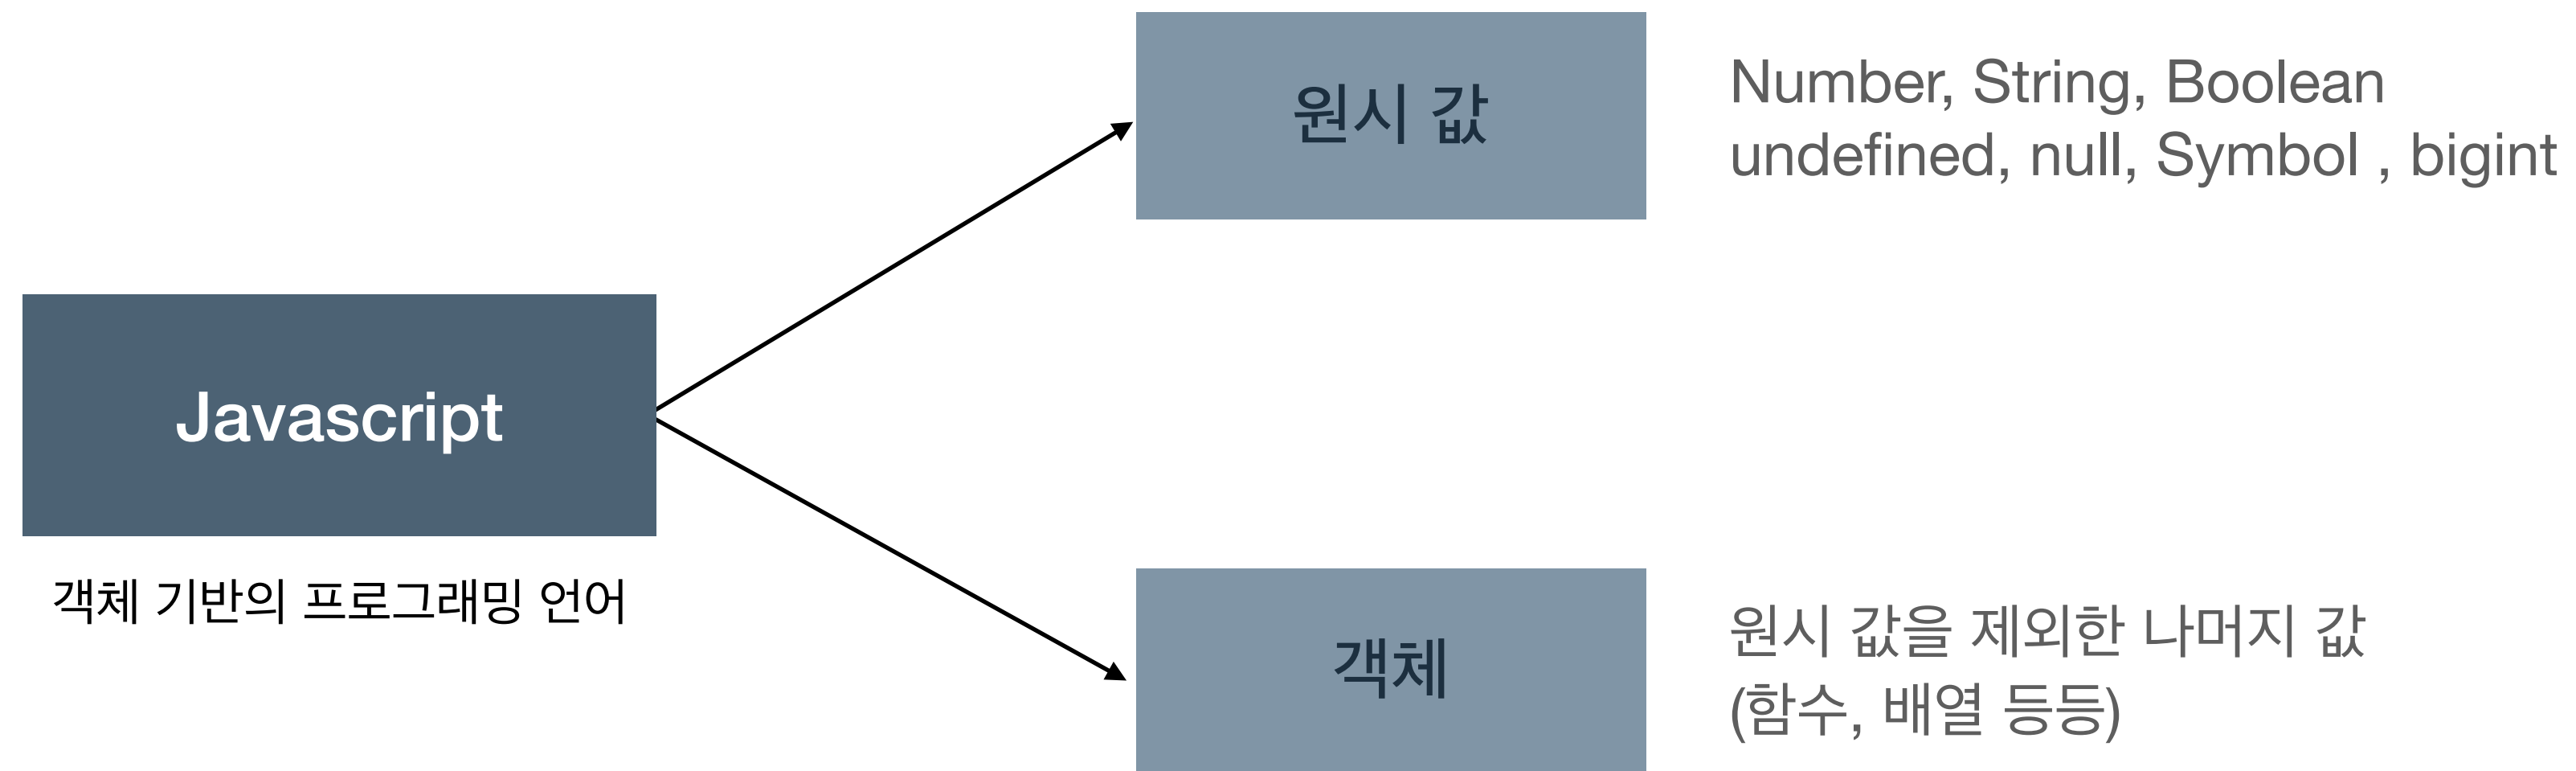 원시 값
Number, String, Boolean
undefined, null, Symbol , bigint
Javascript
객체 기반의 프로그래밍 언어
객체
원시 값을 제외한 나머지 값
(함수, 배열 등등)